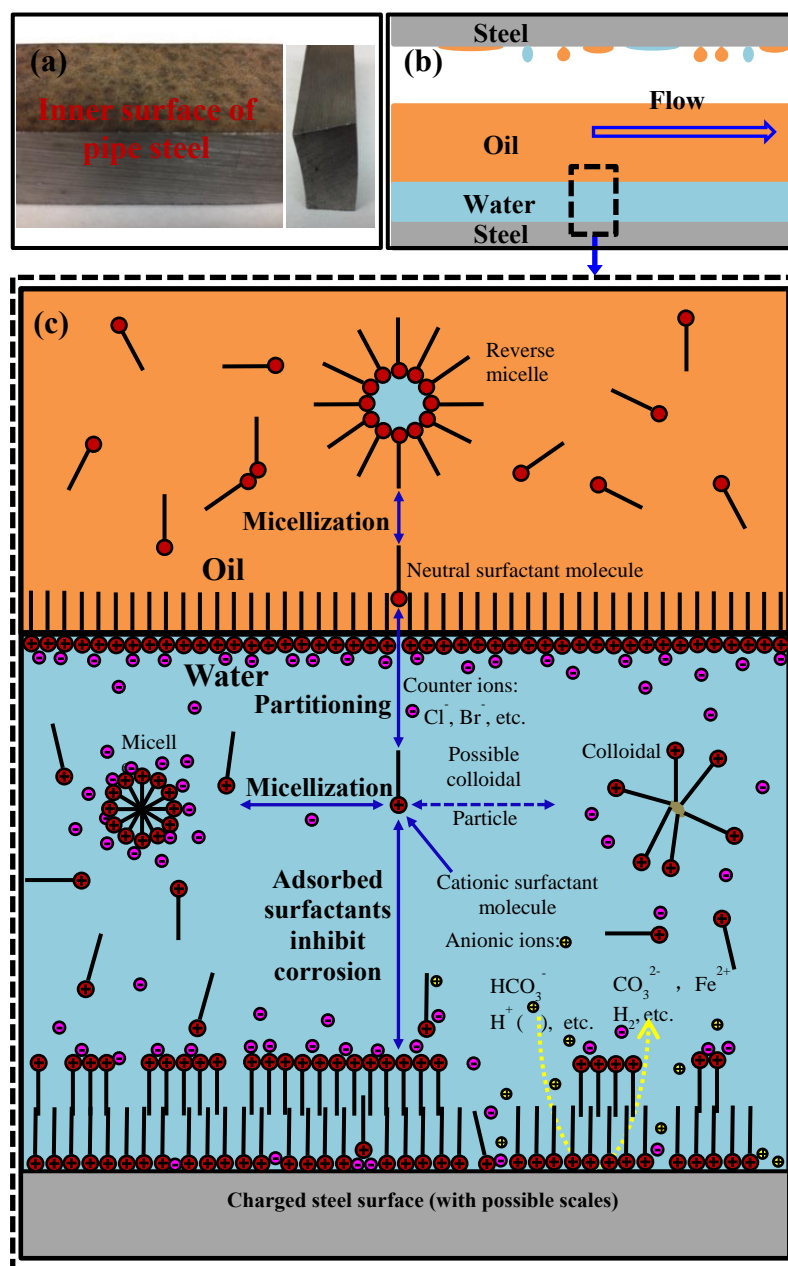 (a)
Inner surface of
pipe steel
Steel
(b)
Flow
Oil
Water
Steel
(c)
Reverse
micelle
Micellization
Oil
Neutral surfactant molecule
Water
Partitioning
Counter ions:
Cl-, Br-, etc.
Micell
Possible
colloidal
Colloidal
Micellization
Particle
Adsorbed
surfactants
inhibit
corrosion
Cationic surfactant
molecule
Anionic ions:
HCO3-
H+ ( ), etc.
CO32- , Fe2+
H2, etc.
Charged steel surface (with possible scales)